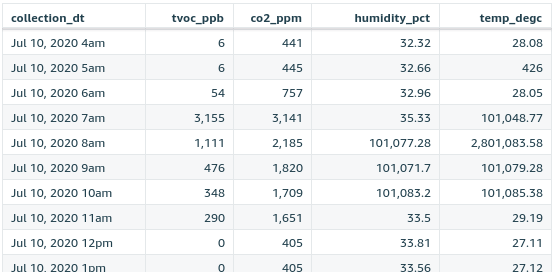 collection_dt tvoc_ppb co2_ppm humidity_pct temp_degc
Jul 10, 2020 4am 6 441 32.32 28.08
Jul 10, 2020 5am 6 445 32.66 426
Jul 10, 2020 6am 54 757 32.96 28.05
Jul 10, 2020 7am 3,155 3,141 35.33 101,048.77
Jul 10, 2020 8am 1,111 2,185 101,077.28 2,801,083.58
Jul 10, 2020 9am 476 1,820 101,071.7 101,079.28
Jul 10, 2020 10am 348 1,709 101,083.2 101,085.38
Jul 10, 2020 11am 290 1,651 33.5 29.19
Jul 10, 2020 12pm 0 405 33.81 27.11
Jul 10, 2020 1pm 0 405 33.56 27.12